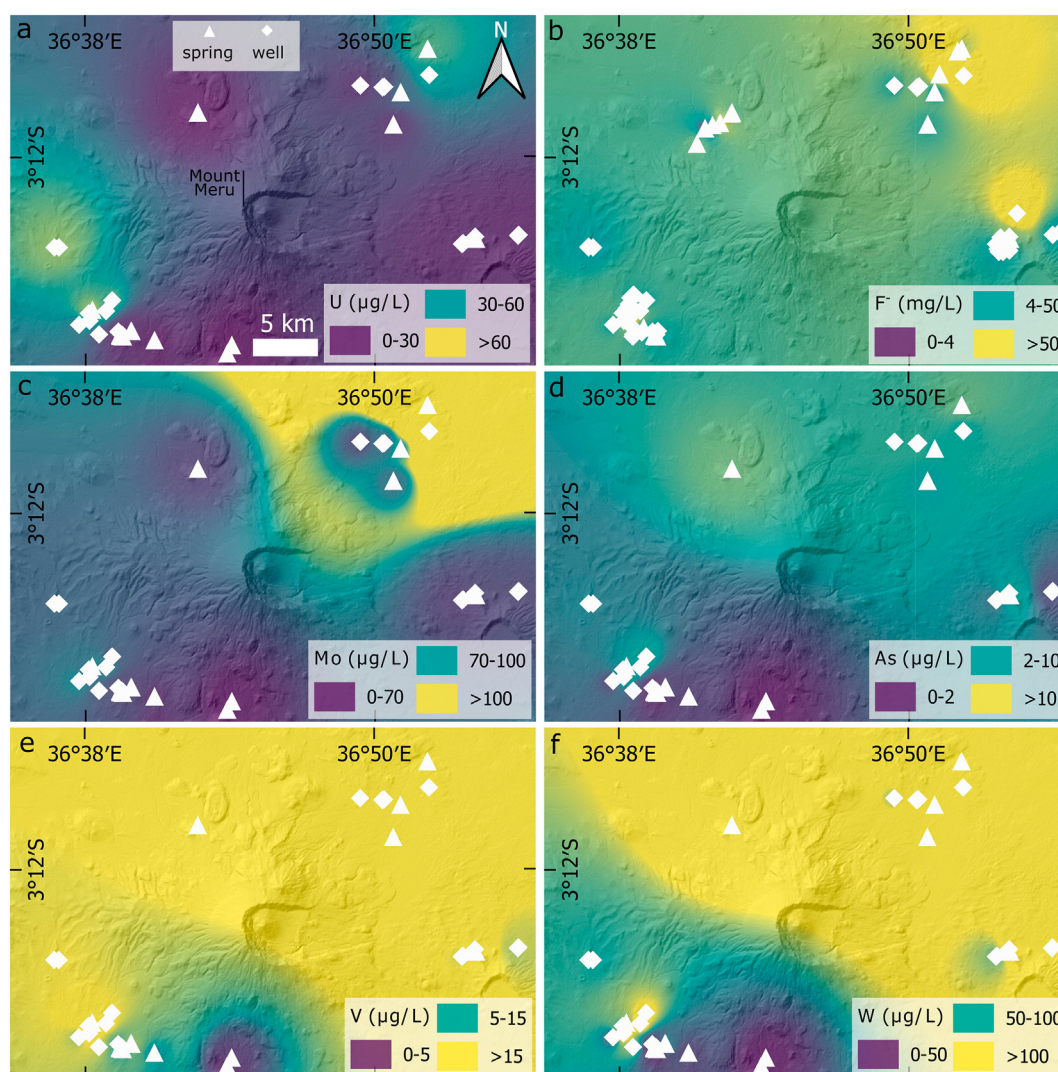 a
36°38′E
36°50′E
N
spring
well
3°12′S
Mount
Meru
5 km
U (µg/L)
30-60
0-30
>60
b
36°38′E
36°50′E
3°12′S
F⁻ (mg/L)
4-50
0-4
>50
c
36°38′E
36°50′E
3°12′S
Mo (µg/L)
70-100
0-70
>100
d
36°38′E
36°50′E
3°12′S
As (µg/L)
2-10
0-2
>10
e
36°38′E
36°50′E
3°12′S
V (µg/L)
5-15
0-5
>15
f
36°38′E
36°50′E
3°12′S
W (µg/L)
50-100
0-50
>100